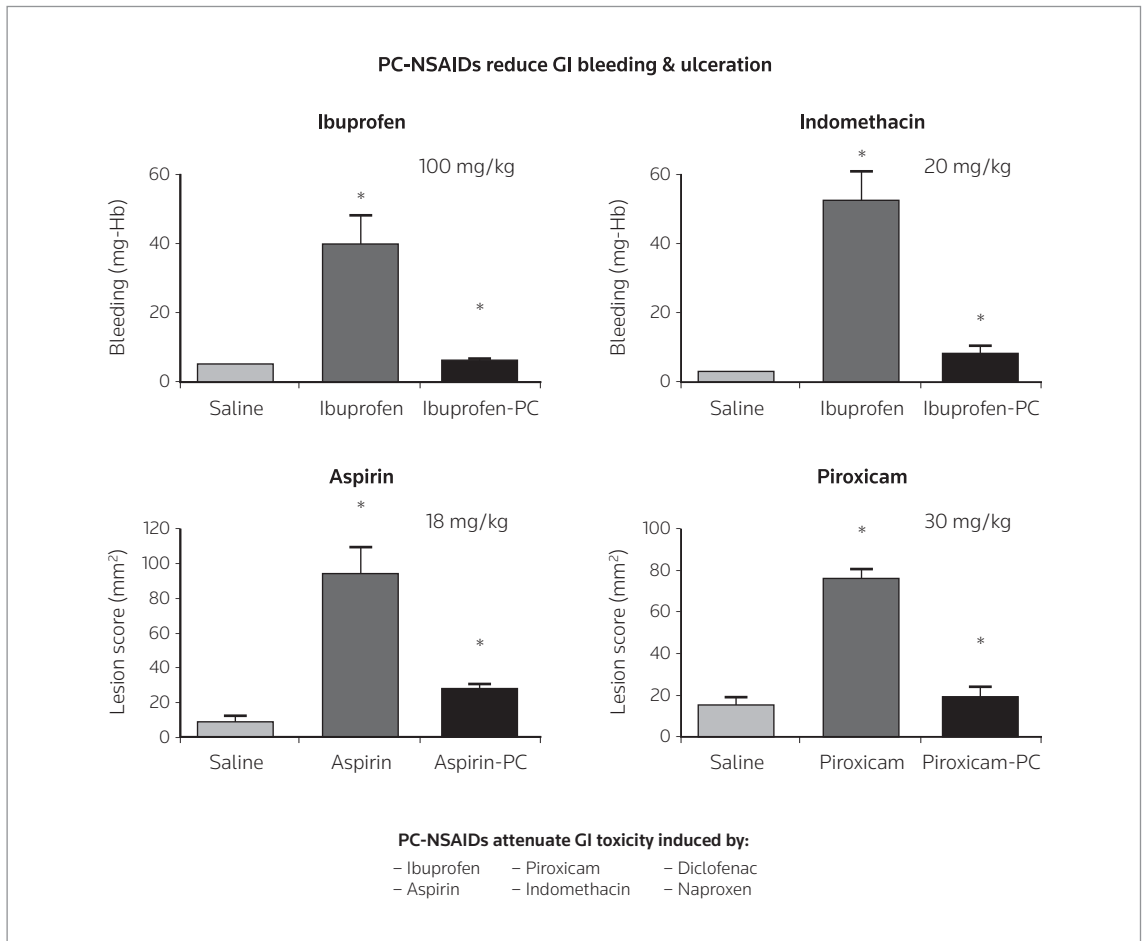 PC-NSAIDs reduce GI bleeding & ulceration
Ibuprofen
100 mg/kg
Bleeding (mg-Hb)
60
40
20
0
*
*
Saline
Ibuprofen
Ibuprofen-PC
Indomethacin
20 mg/kg
Bleeding (mg-Hb)
60
40
20
0
*
*
Saline
Ibuprofen
Ibuprofen-PC
Aspirin
18 mg/kg
Lesion score (mm²)
120
100
80
60
40
20
0
*
*
Saline
Aspirin
Aspirin-PC
Piroxicam
30 mg/kg
Lesion score (mm²)
100
80
60
40
20
0
*
*
Saline
Piroxicam
Piroxicam-PC
PC-NSAIDs attenuate GI toxicity induced by:
– Ibuprofen – Piroxicam – Diclofenac
– Aspirin – Indomethacin – Naproxen